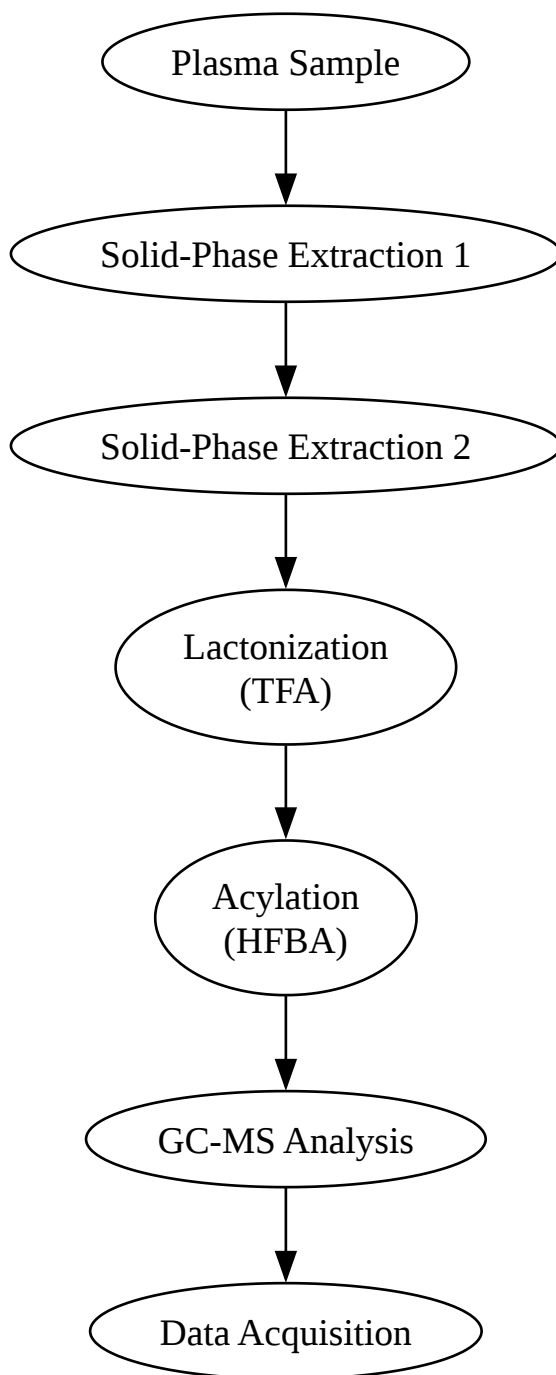 Plasma Sample
Solid-Phase Extraction 1
Solid-Phase Extraction 2
Lactonization
(TFA)
Acylation
(HFBA)
GC-MS Analysis
Data Acquisition